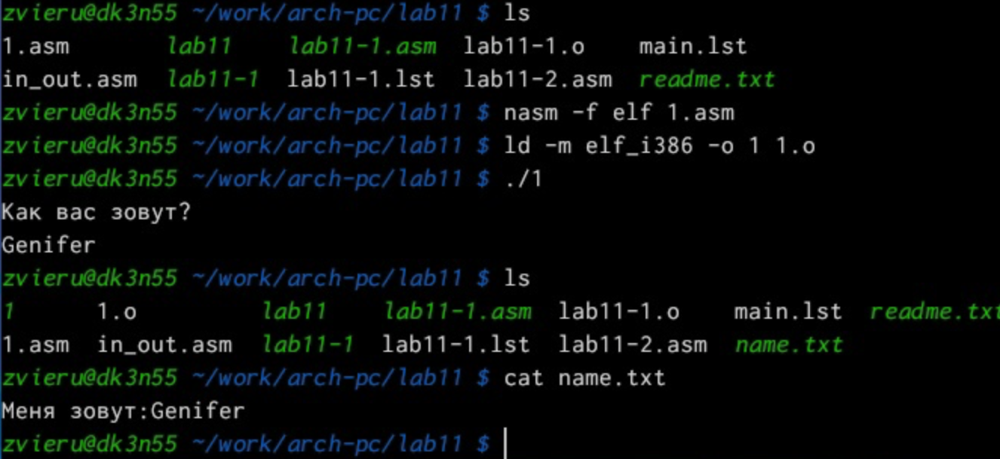 zvieru@dk3n55 ~/work/arch-pc/lab11 $ ls
1.asm lab11 lab11-1.asm lab11-1.o main.lst
in_out.asm lab11-1 lab11-1.lst lab11-2.asm readme.txt
zvieru@dk3n55 ~/work/arch-pc/lab11 $ nasm -f elf 1.asm
zvieru@dk3n55 ~/work/arch-pc/lab11 $ ld -m elf_i386 -o 1 1.o
zvieru@dk3n55 ~/work/arch-pc/lab11 $ ./1
Как вас зовут?
Genifer
zvieru@dk3n55 ~/work/arch-pc/lab11 $ ls
1 1.o lab11 lab11-1.asm lab11-1.o main.lst readme.txt
1.asm in_out.asm lab11-1 lab11-1.lst lab11-2.asm name.txt
zvieru@dk3n55 ~/work/arch-pc/lab11 $ cat name.txt
Меня зовут:Genifer
zvieru@dk3n55 ~/work/arch-pc/lab11 $